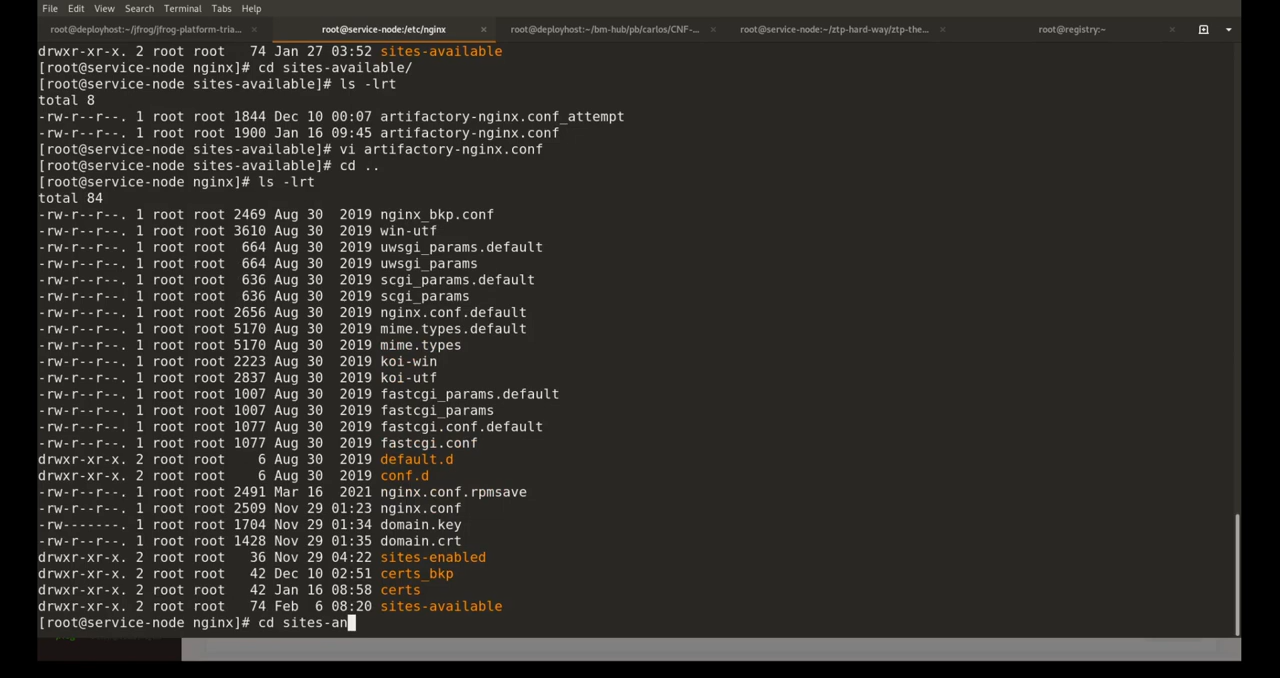 File Edit View Search Terminal Tabs Help
root@deployhost:~/jfrog/jfrog-platform-tria... × root@service-node:/etc/nginx × root@deployhost:~/bm-hub/pb/carlos/CNF-... × root@service-node:~/ztp-hard-way/ztp-the... × root@registry:~ ×
drwxr-xr-x. 2 root root   74 Jan 27 03:52 sites-available
[root@service-node nginx]# cd sites-available/
[root@service-node sites-available]# ls -lrt
total 8
-rw-r--r--. 1 root root 1844 Dec 10 00:07 artifactory-nginx.conf_attempt
-rw-r--r--. 1 root root 1900 Jan 16 09:45 artifactory-nginx.conf
[root@service-node sites-available]# vi artifactory-nginx.conf
[root@service-node sites-available]# cd ..
[root@service-node nginx]# ls -lrt
total 84
-rw-r--r--. 1 root root 2469 Aug 30  2019 nginx_bkp.conf
-rw-r--r--. 1 root root 3610 Aug 30  2019 win-utf
-rw-r--r--. 1 root root  664 Aug 30  2019 uwsgi_params.default
-rw-r--r--. 1 root root  664 Aug 30  2019 uwsgi_params
-rw-r--r--. 1 root root  636 Aug 30  2019 scgi_params.default
-rw-r--r--. 1 root root  636 Aug 30  2019 scgi_params
-rw-r--r--. 1 root root 2656 Aug 30  2019 nginx.conf.default
-rw-r--r--. 1 root root 5170 Aug 30  2019 mime.types.default
-rw-r--r--. 1 root root 5170 Aug 30  2019 mime.types
-rw-r--r--. 1 root root 2223 Aug 30  2019 koi-win
-rw-r--r--. 1 root root 2837 Aug 30  2019 koi-utf
-rw-r--r--. 1 root root 1007 Aug 30  2019 fastcgi_params.default
-rw-r--r--. 1 root root 1007 Aug 30  2019 fastcgi_params
-rw-r--r--. 1 root root 1077 Aug 30  2019 fastcgi.conf.default
-rw-r--r--. 1 root root 1077 Aug 30  2019 fastcgi.conf
drwxr-xr-x. 2 root root    6 Aug 30  2019 default.d
drwxr-xr-x. 2 root root    6 Aug 30  2019 conf.d
-rw-r--r--. 1 root root 2491 Mar 16  2021 nginx.conf.rpmsave
-rw-r--r--. 1 root root 2509 Nov 29 01:23 nginx.conf
-rw-------. 1 root root 1704 Nov 29 01:34 domain.key
-rw-r--r--. 1 root root 1428 Nov 29 01:35 domain.crt
drwxr-xr-x. 2 root root   36 Nov 29 04:22 sites-enabled
drwxr-xr-x. 2 root root   42 Dec 10 02:51 certs_bkp
drwxr-xr-x. 2 root root   42 Jan 16 08:58 certs
drwxr-xr-x. 2 root root   74 Feb  6 08:20 sites-available
[root@service-node nginx]# cd sites-an